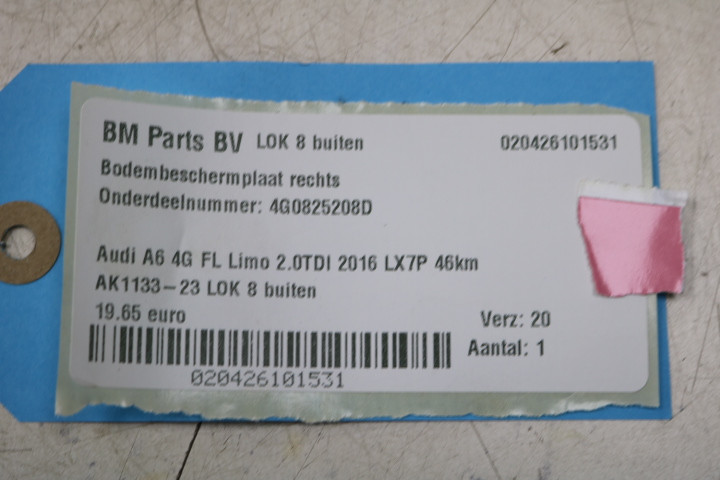 BM Parts BV LOK 8 buiten 020426101531
Bodembeschermplaat rechts
Onderdeelnummer: 4G0825208D
Audi A6 4G FL Limo 2.0TDI 2016 LX7P 46km
AK1133-23 LOK 8 buiten
19.65 euro Verz: 20
Aantal: 1
020426101531